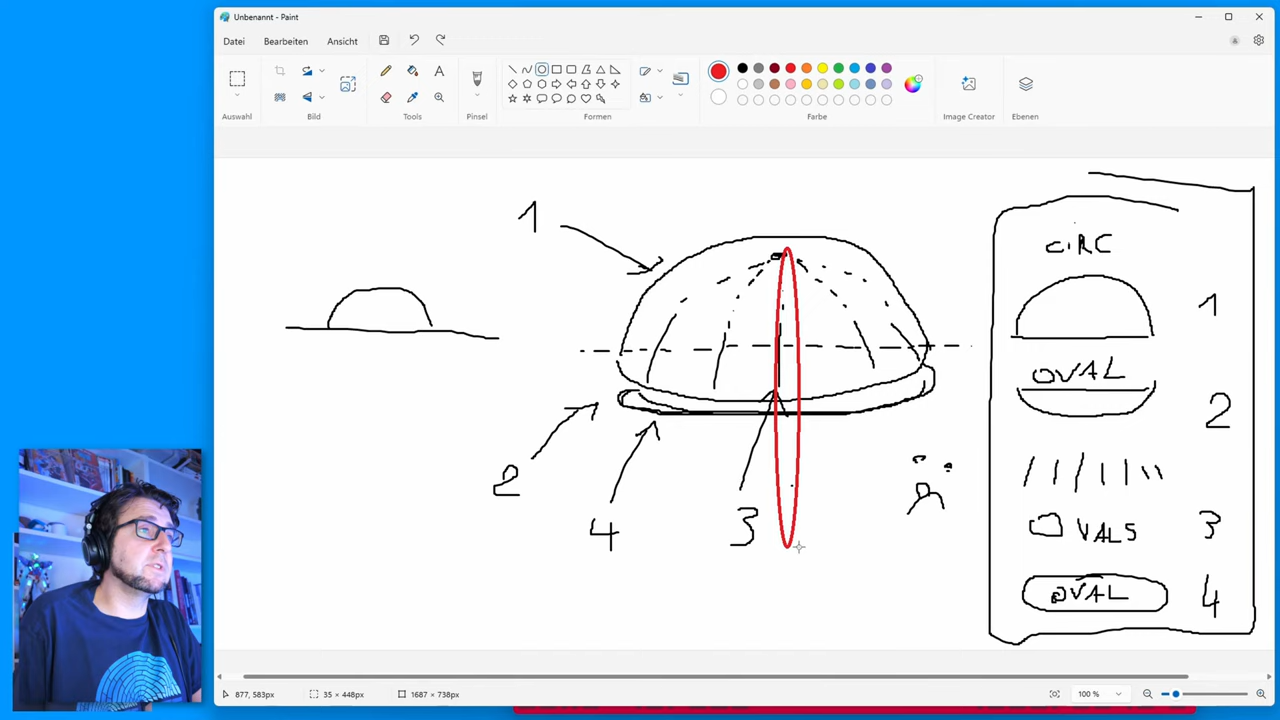 Unbenannt - Paint
Datei Bearbeiten Ansicht
A
Auswahl Bild Tools Pinsel Formen Farbe Image Creator Ebenen
1
CIRC
1
OVAL
2
2
4
3
OVALS
3
OVAL
4
877, 583px 35 × 448px 1687 × 738px 100 %